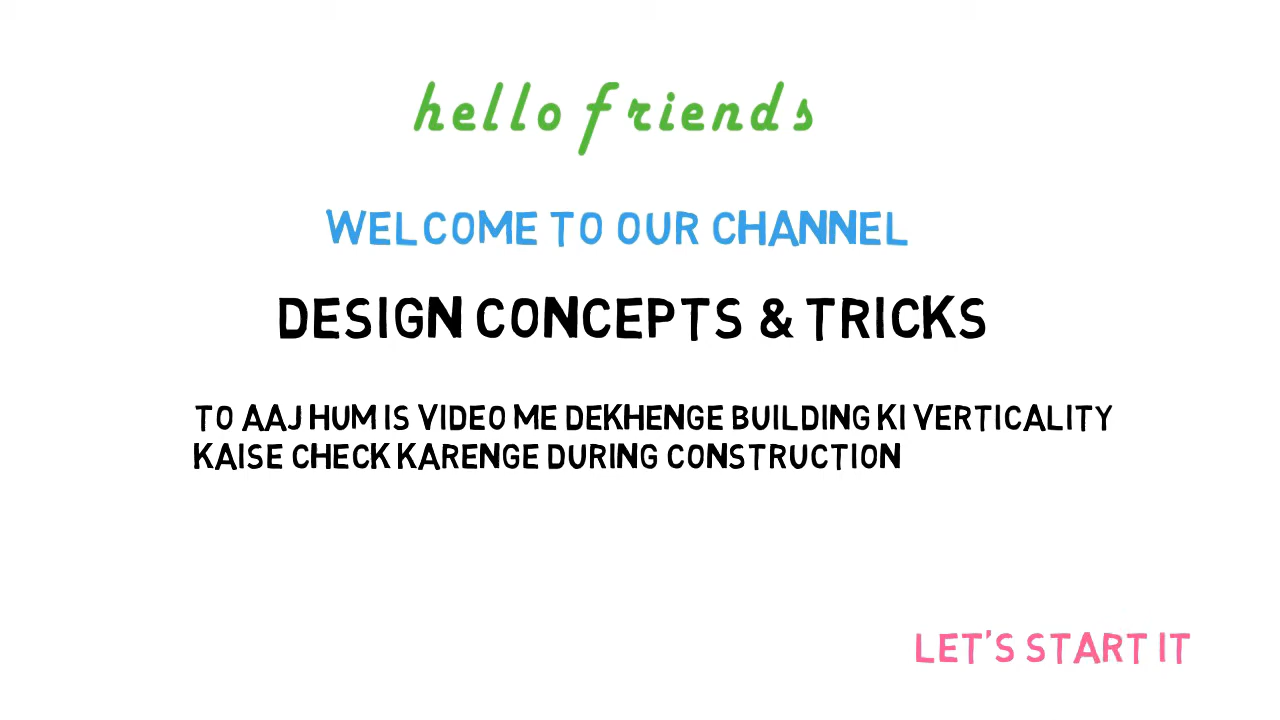 hello friends
WELCOME TO OUR CHANNEL
DESIGN CONCEPTS & TRICKS
TO AAJ HUM IS VIDEO ME DEKHENGE BUILDING KI VERTICALITY
KAISE CHECK KARENGE DURING CONSTRUCTION
LET'S START IT